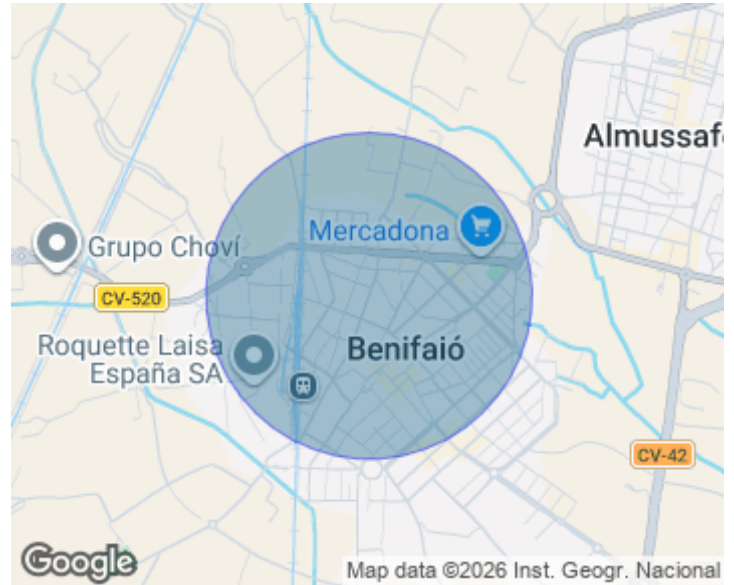 Almussaf
Mercadona
Grupo Choví
CV-520
Roquette Laisa
España SA
Benifaió
CV-42
Google
Map data ©2026 Inst. Geogr. Nacional